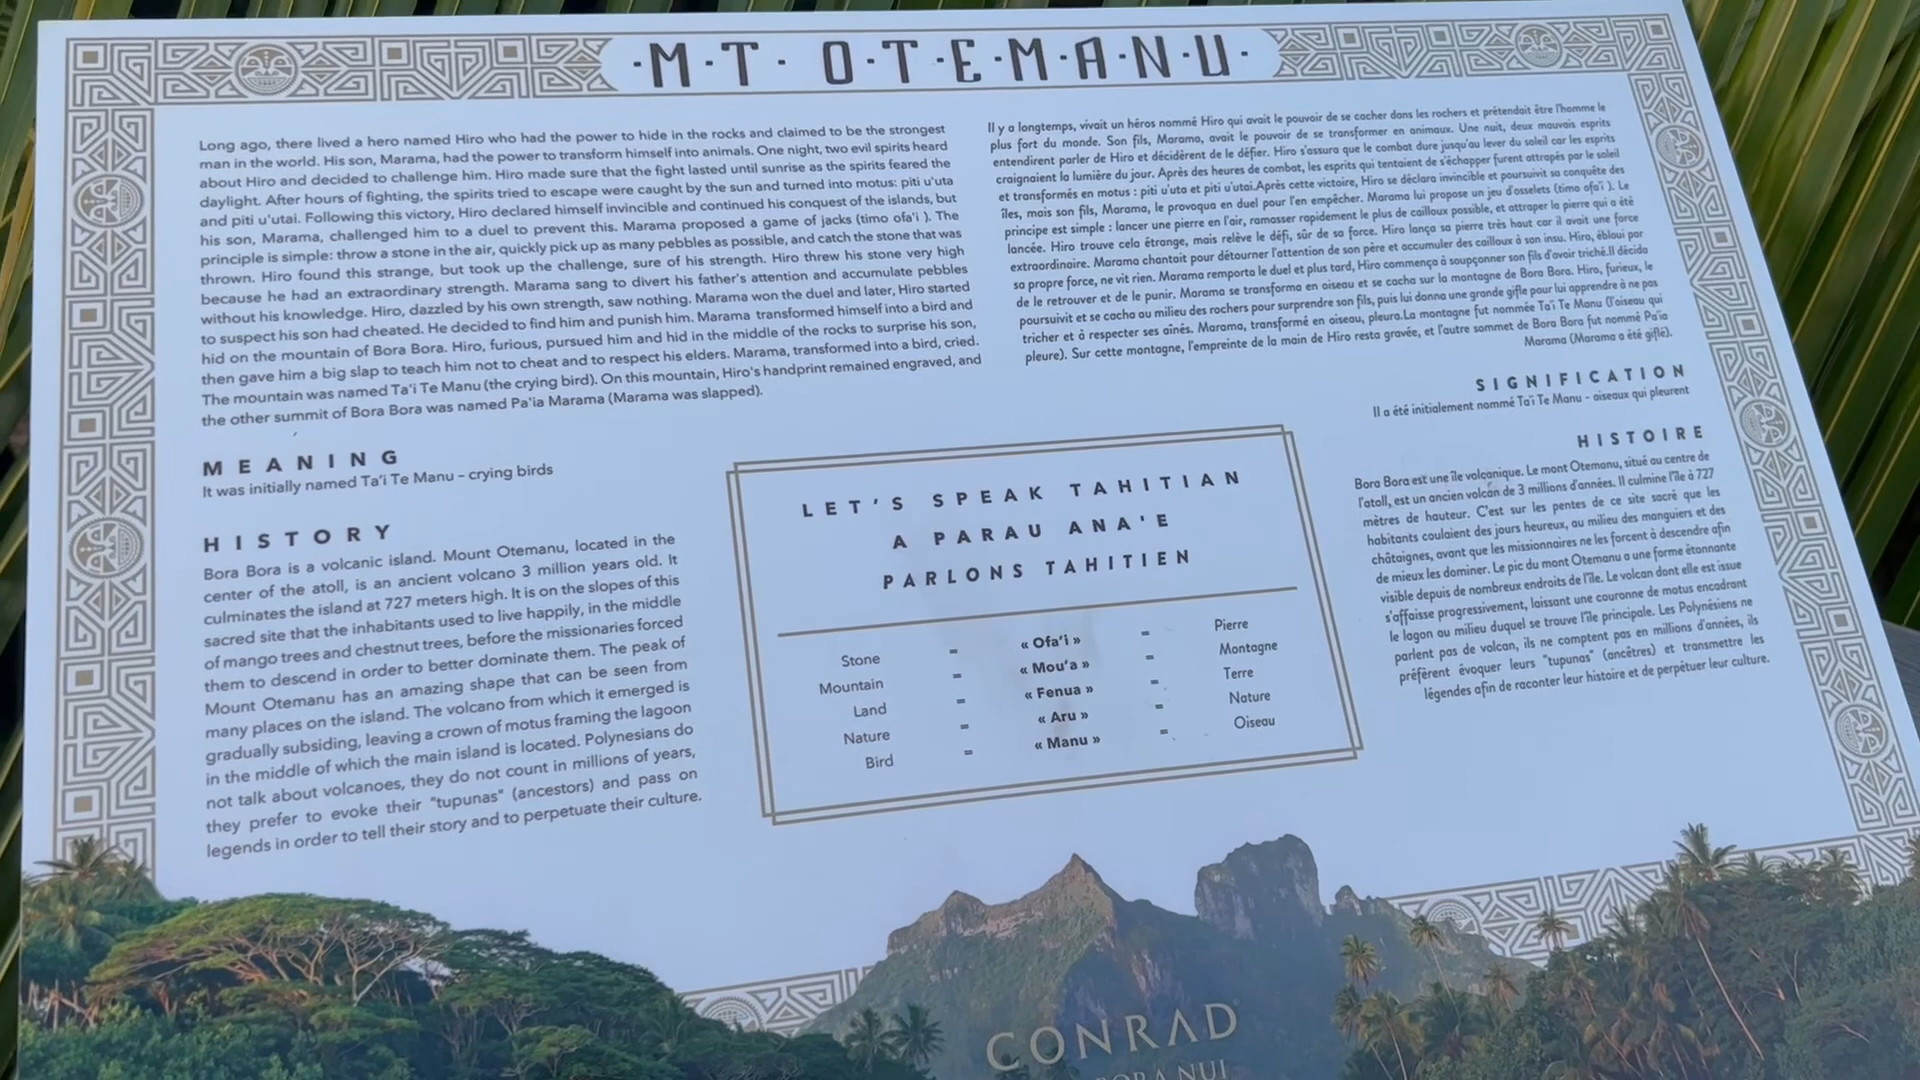 ·M·T· O·T·E·M·A·N·U·
Long ago, there lived a hero named Hiro who had the power to hide in the rocks and claimed to be the strongest
man in the world. His son, Marama, had the power to transform himself into animals. One night, two evil spirits heard
about Hiro and decided to challenge him. Hiro made sure that the fight lasted until sunrise as the spirits feared the
daylight. After hours of fighting, the spirits tried to escape were caught by the sun and turned into motus: piti u'uta
and piti u'utai. Following this victory, Hiro declared himself invincible and continued his conquest of the islands, but
his son, Marama, challenged him to a duel to prevent this. Marama proposed a game of jacks (timo ofa'i ). The
principle is simple: throw a stone in the air, quickly pick up as many pebbles as possible, and catch the stone that was
thrown. Hiro found this strange, but took up the challenge, sure of his strength. Hiro threw his stone very high
because he had an extraordinary strength. Marama sang to divert his father's attention and accumulate pebbles
without his knowledge. Hiro, dazzled by his own strength, saw nothing. Marama won the duel and later, Hiro started
to suspect his son had cheated. He decided to find him and punish him. Marama transformed himself into a bird and
hid on the mountain of Bora Bora. Hiro, furious, pursued him and hid in the middle of the rocks to surprise his son,
then gave him a big slap to teach him not to cheat and to respect his elders. Marama, transformed into a bird, cried.
The mountain was named Ta'i Te Manu (the crying bird). On this mountain, Hiro's handprint remained engraved, and
the other summit of Bora Bora was named Pa'ia Marama (Marama was slapped).
Il y a longtemps, vivait un héros nommé Hiro qui avait le pouvoir de se cacher dans les rochers et prétendait être l'homme le
plus fort du monde. Son fils, Marama, avait le pouvoir de se transformer en animaux. Une nuit, deux mauvais esprits
entendirent parler de Hiro et décidèrent de le défier. Hiro s'assura que le combat dure jusqu'au lever du soleil car les esprits
craignaient la lumière du jour. Après des heures de combat, les esprits qui tentaient de s'échapper furent attrapés par le soleil
et transformés en motus : piti u'uta et piti u'utai.Après cette victoire, Hiro se déclara invincible et poursuivit sa conquête des
îles, mais son fils, Marama, le provoqua en duel pour l'en empêcher. Marama lui propose un jeu d'osselets (timo ofa'i ). Le
principe est simple : lancer une pierre en l'air, ramasser rapidement le plus de cailloux possible, et attraper la pierre qui a été
lancée. Hiro trouve cela étrange, mais relève le défi, sûr de sa force. Hiro lança sa pierre très haut car il avait une force
extraordinaire. Marama chantait pour détourner l'attention de son père et accumuler des cailloux à son insu. Hiro, ébloui par
sa propre force, ne vit rien. Marama remporta le duel et plus tard, Hiro commença à soupçonner son fils d'avoir triché.Il décida
de le retrouver et de le punir. Marama se transforma en oiseau et se cacha sur la montagne de Bora Bora. Hiro, furieux, le
poursuivit et se cacha au milieu des rochers pour surprendre son fils, puis lui donna une grande gifle pour lui apprendre à ne pas
tricher et à respecter ses aînés. Marama, transformé en oiseau, pleura.La montagne fut nommée Ta'i Te Manu (l'oiseau qui
pleure). Sur cette montagne, l'empreinte de la main de Hiro resta gravée, et l'autre sommet de Bora Bora fut nommé Pa'ia
Marama (Marama a été giflé).
MEANING
It was initially named Ta'i Te Manu - crying birds
SIGNIFICATION
Il a été initialement nommé Ta'i Te Manu - oiseaux qui pleurent
HISTORY
Bora Bora is a volcanic island. Mount Otemanu, located in the
center of the atoll, is an ancient volcano 3 million years old. It
culminates the island at 727 meters high. It is on the slopes of this
sacred site that the inhabitants used to live happily, in the middle
of mango trees and chestnut trees, before the missionaries forced
them to descend in order to better dominate them. The peak of
Mount Otemanu has an amazing shape that can be seen from
many places on the island. The volcano from which it emerged is
gradually subsiding, leaving a crown of motus framing the lagoon
in the middle of which the main island is located. Polynesians do
not talk about volcanoes, they do not count in millions of years,
they prefer to evoke their "tupunas" (ancestors) and pass on
legends in order to tell their story and to perpetuate their culture.
LET'S SPEAK TAHITIAN
A PARAU ANA'E
PARLONS TAHITIEN
Stone = « Ofa'i » = Pierre
Mountain = « Mou'a » = Montagne
Land = « Fenua » = Terre
Nature = « Aru » = Nature
Bird = « Manu » = Oiseau
HISTOIRE
Bora Bora est une île volcanique. Le mont Otemanu, situé au centre de
l'atoll, est un ancien volcan de 3 millions d'années. Il culmine l'île à 727
mètres de hauteur. C'est sur les pentes de ce site sacré que les
habitants coulaient des jours heureux, au milieu des manguiers et des
châtaignes, avant que les missionnaires ne les forcent à descendre afin
de mieux les dominer. Le pic du mont Otemanu a une forme étonnante
visible depuis de nombreux endroits de l'île. Le volcan dont elle est issue
s'affaisse progressivement, laissant une couronne de motus encadrant
le lagon au milieu duquel se trouve l'île principale. Les Polynésiens ne
parlent pas de volcan, ils ne comptent pas en millions d'années, ils
préfèrent évoquer leurs "tupunas" (ancêtres) et transmettre les
légendes afin de raconter leur histoire et de perpétuer leur culture.
CONRAD
BORA NUI